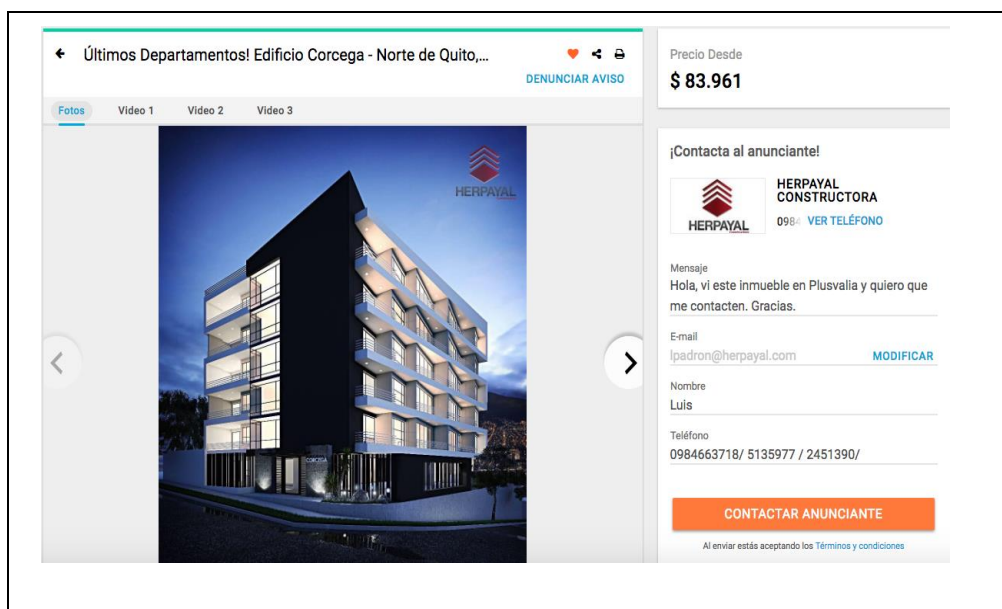 Últimos Departamentos! Edificio Corcega - Norte de Quito,...
DENUNCIAR AVISO
Fotos Video 1 Video 2 Video 3
HERPAYAL
CORCEGA
Precio Desde
$ 83.961
¡Contacta al anunciante!
HERPAYAL
HERPAYAL
CONSTRUCTORA
098 VER TELÉFONO
Mensaje
Hola, vi este inmueble en Plusvalia y quiero que
me contacten. Gracias.
E-mail
lpadron@herpayal.com MODIFICAR
Nombre
Luis
Teléfono
0984663718/ 5135977 / 2451390/
CONTACTAR ANUNCIANTE
Al enviar estás aceptando los Términos y condiciones